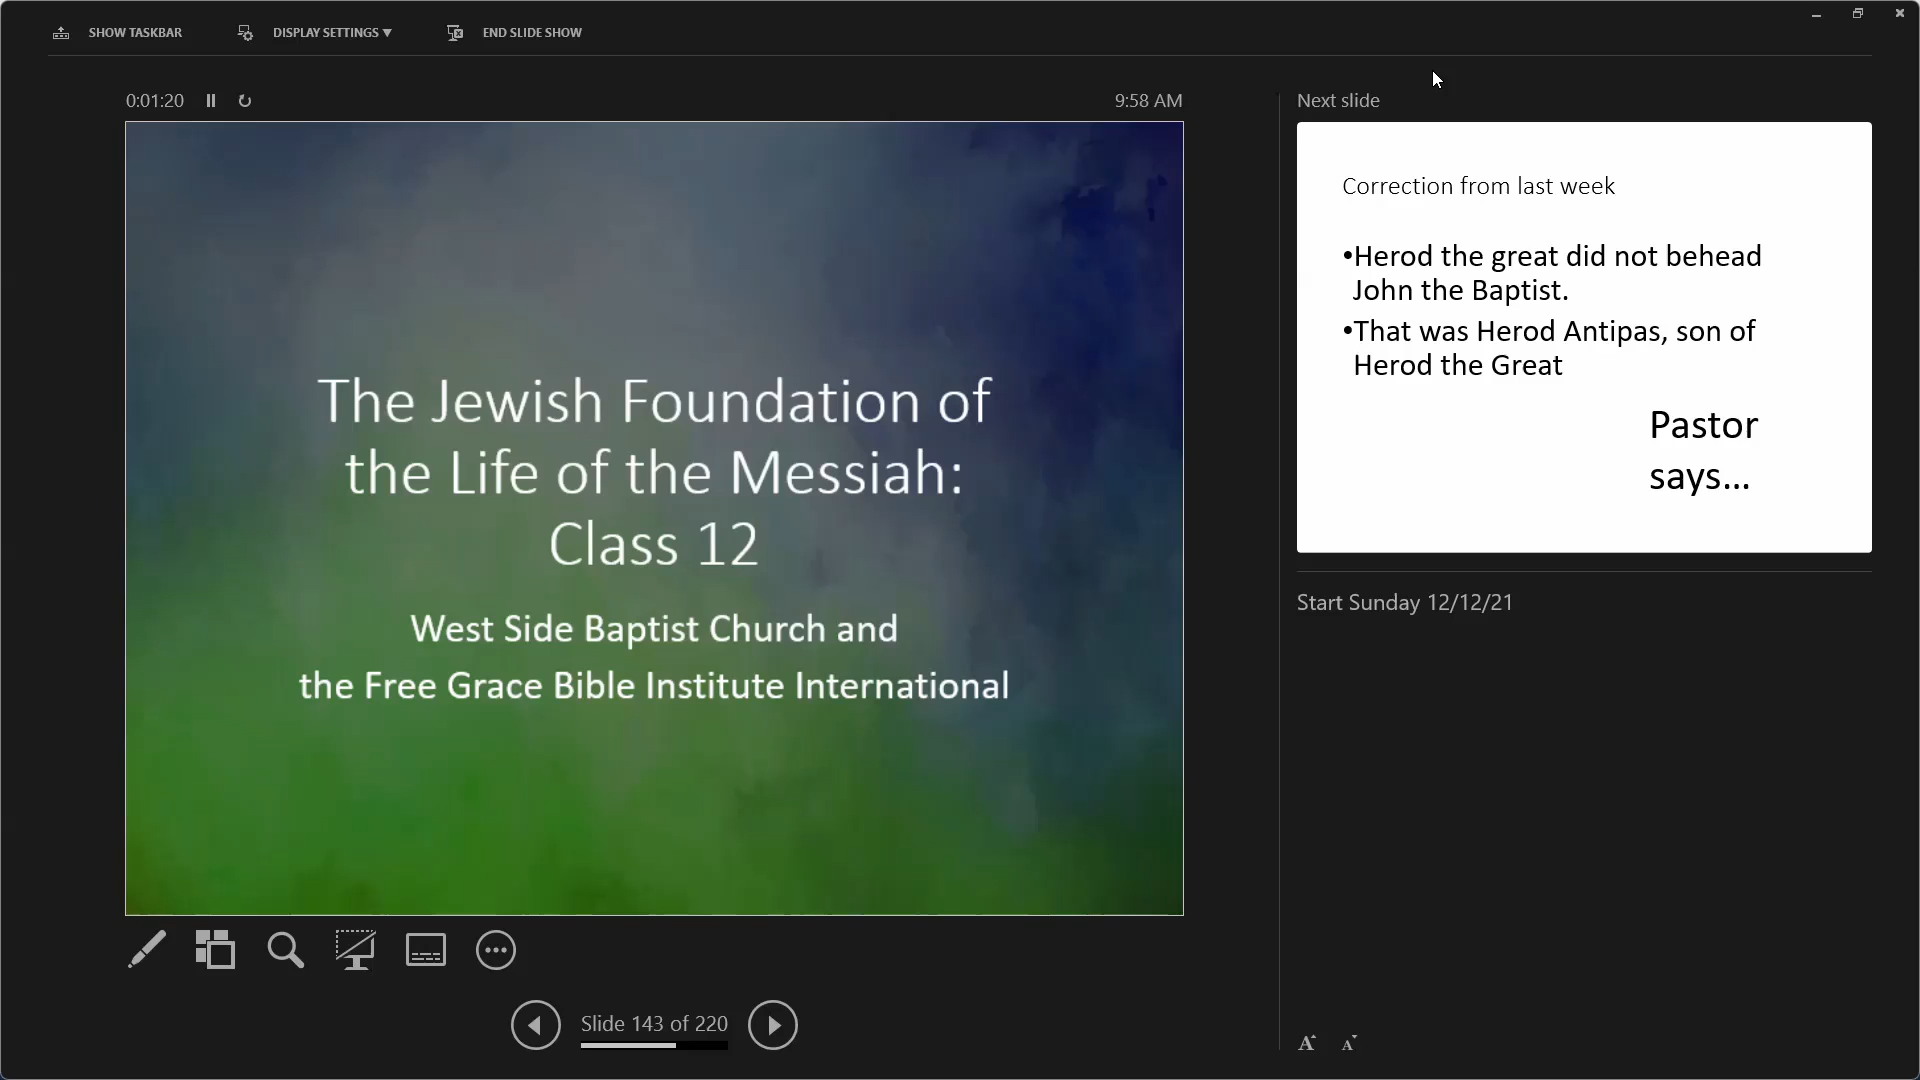 SHOW TASKBAR
DISPLAY SETTINGS ▼
END SLIDE SHOW
0:01:20
9:58 AM
The Jewish Foundation of
the Life of the Messiah:
Class 12
West Side Baptist Church and
the Free Grace Bible Institute International
Slide 143 of 220
Next slide
Correction from last week
•Herod the great did not behead
John the Baptist.
•That was Herod Antipas, son of
Herod the Great
Pastor
says...
Start Sunday 12/12/21
A A